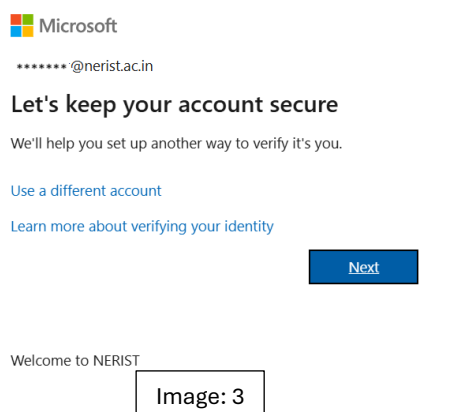 Microsoft
*******@nerist.ac.in
Let's keep your account secure
We'll help you set up another way to verify it's you.
Use a different account
Learn more about verifying your identity
Next
Welcome to NERIST
Image: 3